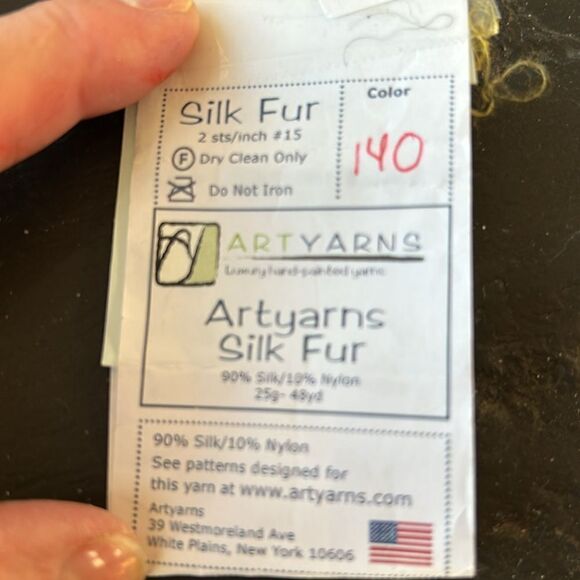 Silk Fur
2 sts/inch #15
F Dry Clean Only
Do Not Iron
Color
140
ARTYARNS
Luxury hand-painted yarns
Artyarns
Silk Fur
90% Silk/10% Nylon
25g- 48yd
90% Silk/10% Nylon
See patterns designed for
this yarn at www.artyarns.com
Artyarns
39 Westmoreland Ave
White Plains, New York 10606